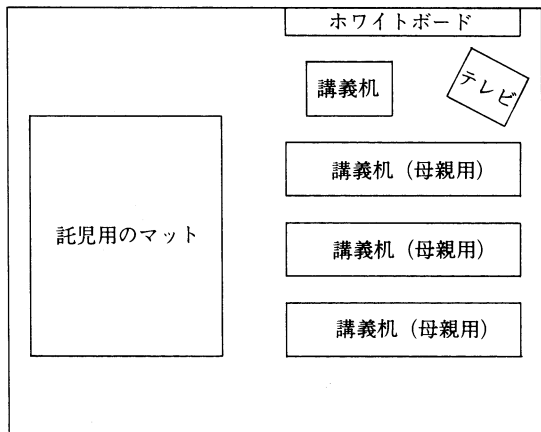 ホワイトボード
講義机
テレビ
講義机（母親用）
託児用のマット
講義机（母親用）
講義机（母親用）